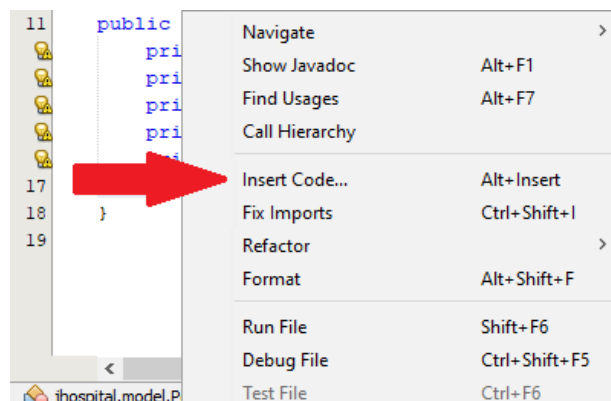 11 public
pri
pri
pri
pri
17
18 }
19
Navigate
Show Javadoc Alt+F1
Find Usages Alt+F7
Call Hierarchy
Insert Code... Alt+Insert
Fix Imports Ctrl+Shift+I
Refactor
Format Alt+Shift+F
Run File Shift+F6
Debug File Ctrl+Shift+F5
Test File Ctrl+F6
jhospital.model.P